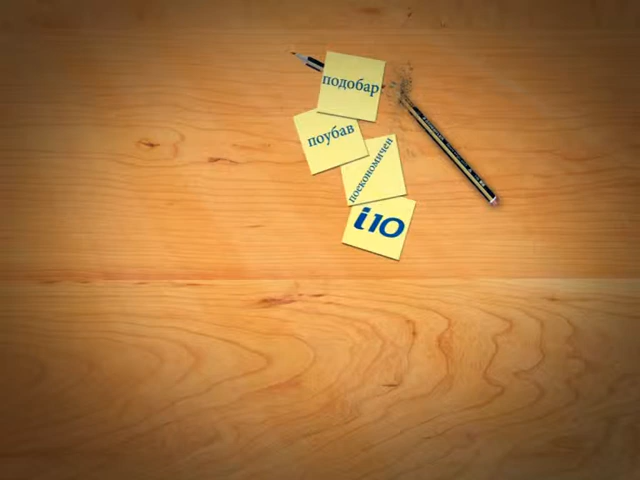 подобар
поубав
поекономичен
i10